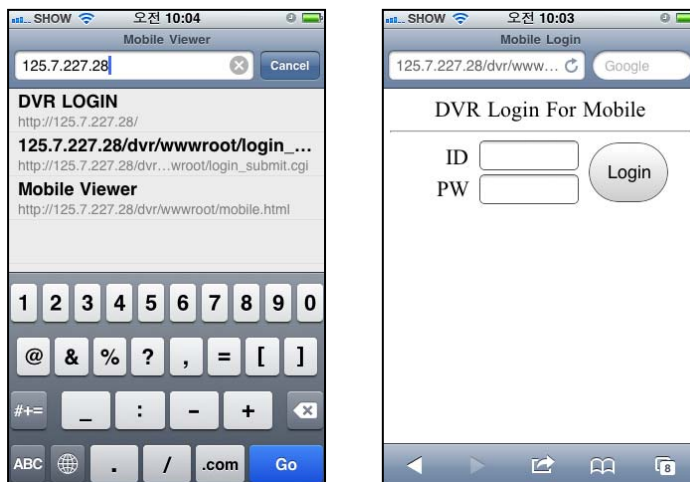 SHOW 오전 10:04
Mobile Viewer
125.7.227.28 Cancel
DVR LOGIN
http://125.7.227.28/
125.7.227.28/dvr/wwwroot/login_...
http://125.7.227.28/dvr...wroot/login_submit.cgi
Mobile Viewer
http://125.7.227.28/dvr/wwwroot/mobile.html
1 2 3 4 5 6 7 8 9 0
@ & % ? , = [ ]
#+= _ : - +
ABC . / .com Go
SHOW 오전 10:03
Mobile Login
125.7.227.28/dvr/www... Google
DVR Login For Mobile
ID
PW
Login
8